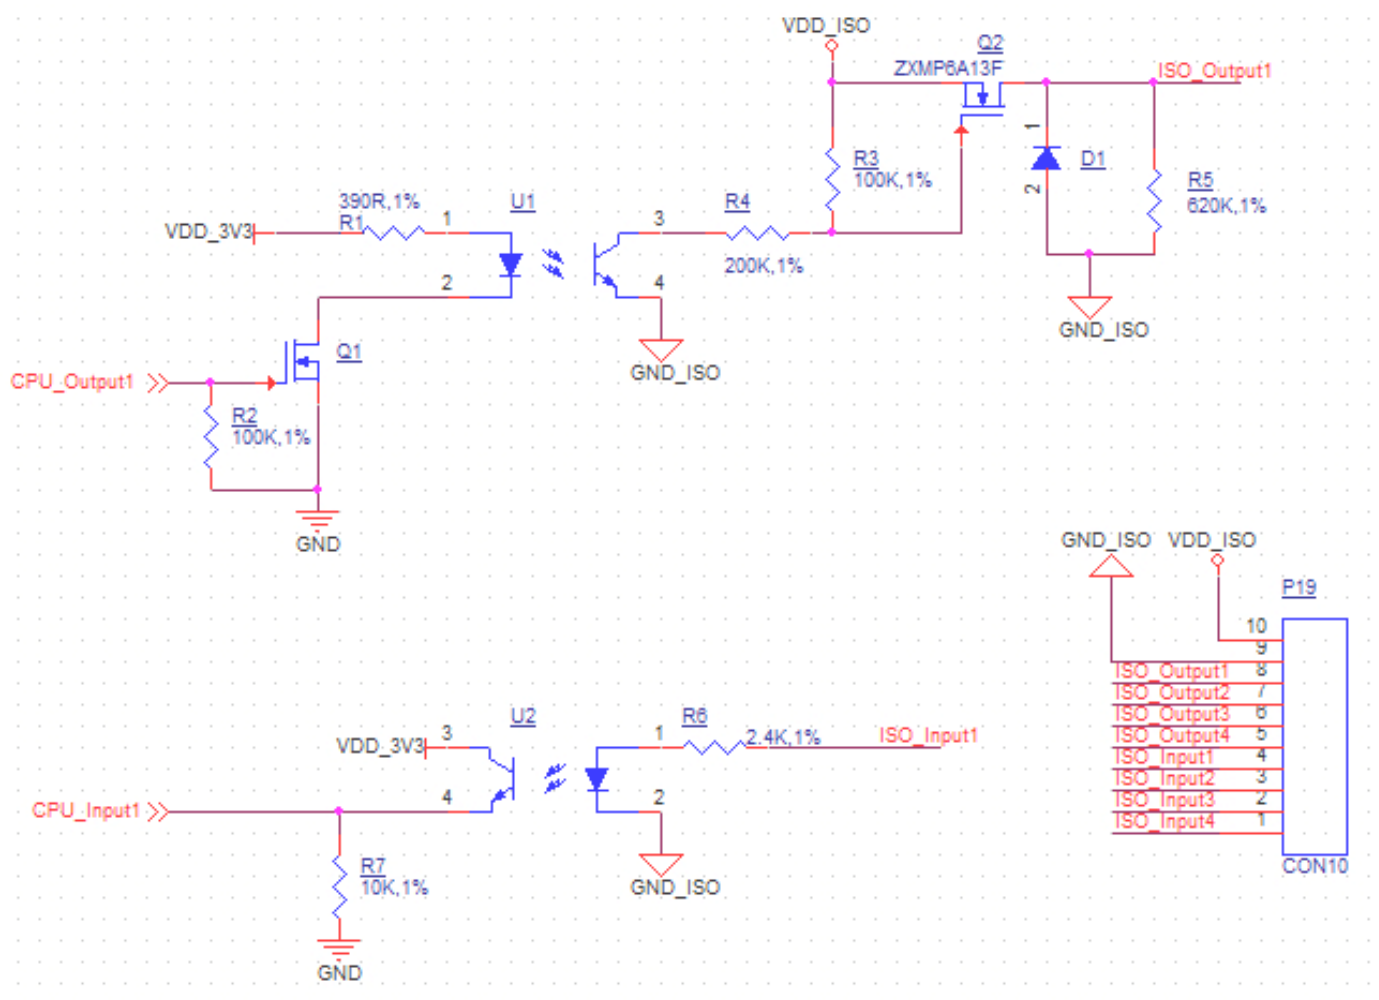 VDD_ISO
Q2
ZXMP6A13F
ISO_Output1
1
D1
2
R3
100K,1%
R5
620K,1%
390R,1%
R1
VDD_3V3
1
U1
3
R4
200K,1%
2
4
GND_ISO
GND_ISO
Q1
CPU_Output1
R2
100K,1%
GND
GND_ISO
VDD_ISO
P19
10
9
ISO_Output1 8
ISO_Output2 7
ISO_Output3 6
ISO_Output4 5
ISO_Input1 4
ISO_Input2 3
ISO_Input3 2
ISO_Input4 1
CON10
VDD_3V3
3
U2
1
R6
2.4K,1%
ISO_Input1
4
2
CPU_Input1
R7
10K,1%
GND_ISO
GND